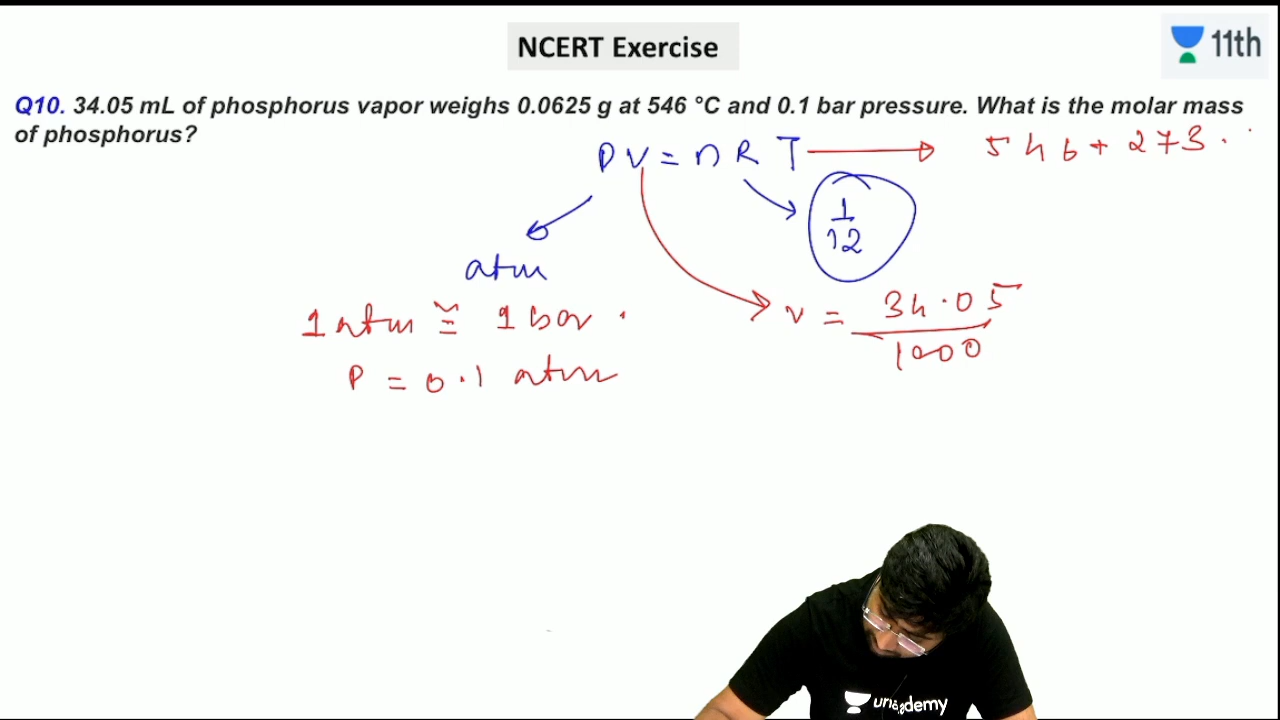 NCERT Exercise
11th
Q10. 34.05 mL of phosphorus vapor weighs 0.0625 g at 546 °C and 0.1 bar pressure. What is the molar mass
of phosphorus?
PV = n R T → 546 + 273.
1
12
atm
1 atm ≅ 1 bar .
P = 0.1 atm
v = 34.05
1000
unacademy